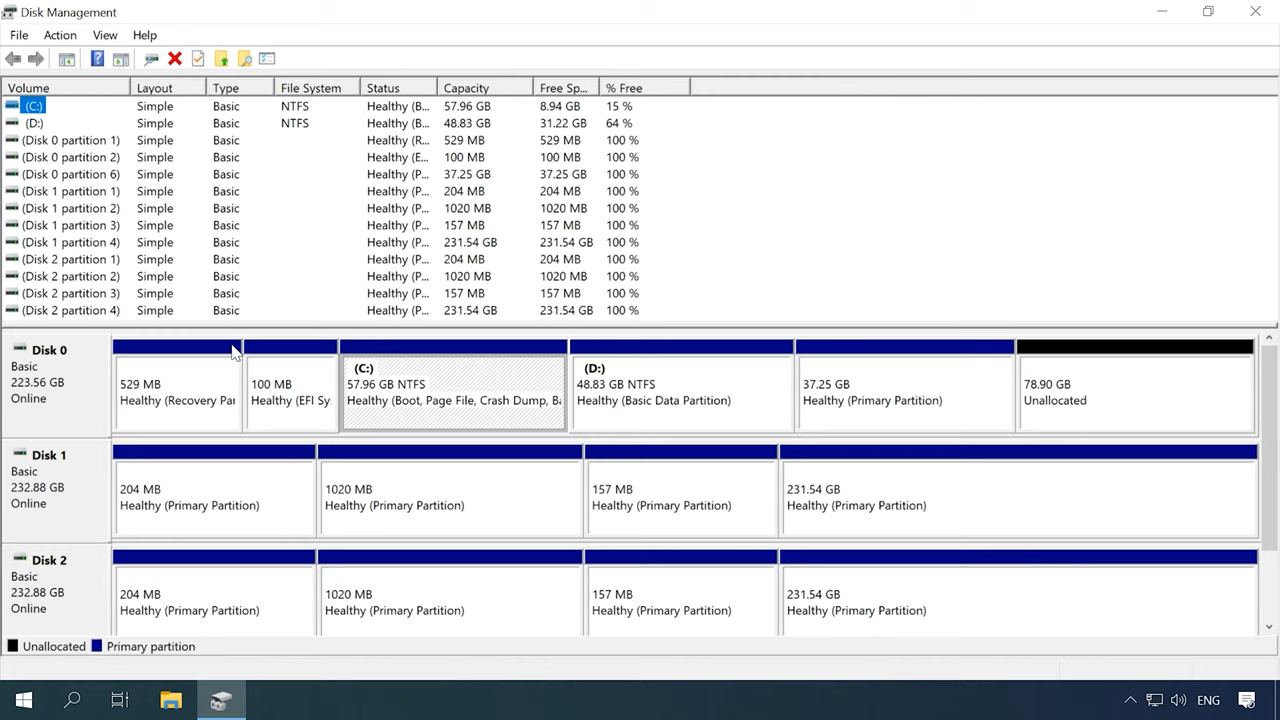 Disk Management
File Action View Help
Volume Layout Type File System Status Capacity Free Sp... % Free
(C:) Simple Basic NTFS Healthy (B... 57.96 GB 8.94 GB 15 %
(D:) Simple Basic NTFS Healthy (B... 48.83 GB 31.22 GB 64 %
(Disk 0 partition 1) Simple Basic Healthy (R... 529 MB 529 MB 100 %
(Disk 0 partition 2) Simple Basic Healthy (E... 100 MB 100 MB 100 %
(Disk 0 partition 6) Simple Basic Healthy (P... 37.25 GB 37.25 GB 100 %
(Disk 1 partition 1) Simple Basic Healthy (P... 204 MB 204 MB 100 %
(Disk 1 partition 2) Simple Basic Healthy (P... 1020 MB 1020 MB 100 %
(Disk 1 partition 3) Simple Basic Healthy (P... 157 MB 157 MB 100 %
(Disk 1 partition 4) Simple Basic Healthy (P... 231.54 GB 231.54 GB 100 %
(Disk 2 partition 1) Simple Basic Healthy (P... 204 MB 204 MB 100 %
(Disk 2 partition 2) Simple Basic Healthy (P... 1020 MB 1020 MB 100 %
(Disk 2 partition 3) Simple Basic Healthy (P... 157 MB 157 MB 100 %
(Disk 2 partition 4) Simple Basic Healthy (P... 231.54 GB 231.54 GB 100 %
Disk 0
Basic
223.56 GB
Online
529 MB
Healthy (Recovery Par
100 MB
Healthy (EFI Sy
(C:)
57.96 GB NTFS
Healthy (Boot, Page File, Crash Dump, Ba
(D:)
48.83 GB NTFS
Healthy (Basic Data Partition)
37.25 GB
Healthy (Primary Partition)
78.90 GB
Unallocated
Disk 1
Basic
232.88 GB
Online
204 MB
Healthy (Primary Partition)
1020 MB
Healthy (Primary Partition)
157 MB
Healthy (Primary Partition)
231.54 GB
Healthy (Primary Partition)
Disk 2
Basic
232.88 GB
Online
204 MB
Healthy (Primary Partition)
1020 MB
Healthy (Primary Partition)
157 MB
Healthy (Primary Partition)
231.54 GB
Healthy (Primary Partition)
Unallocated Primary partition
ENG